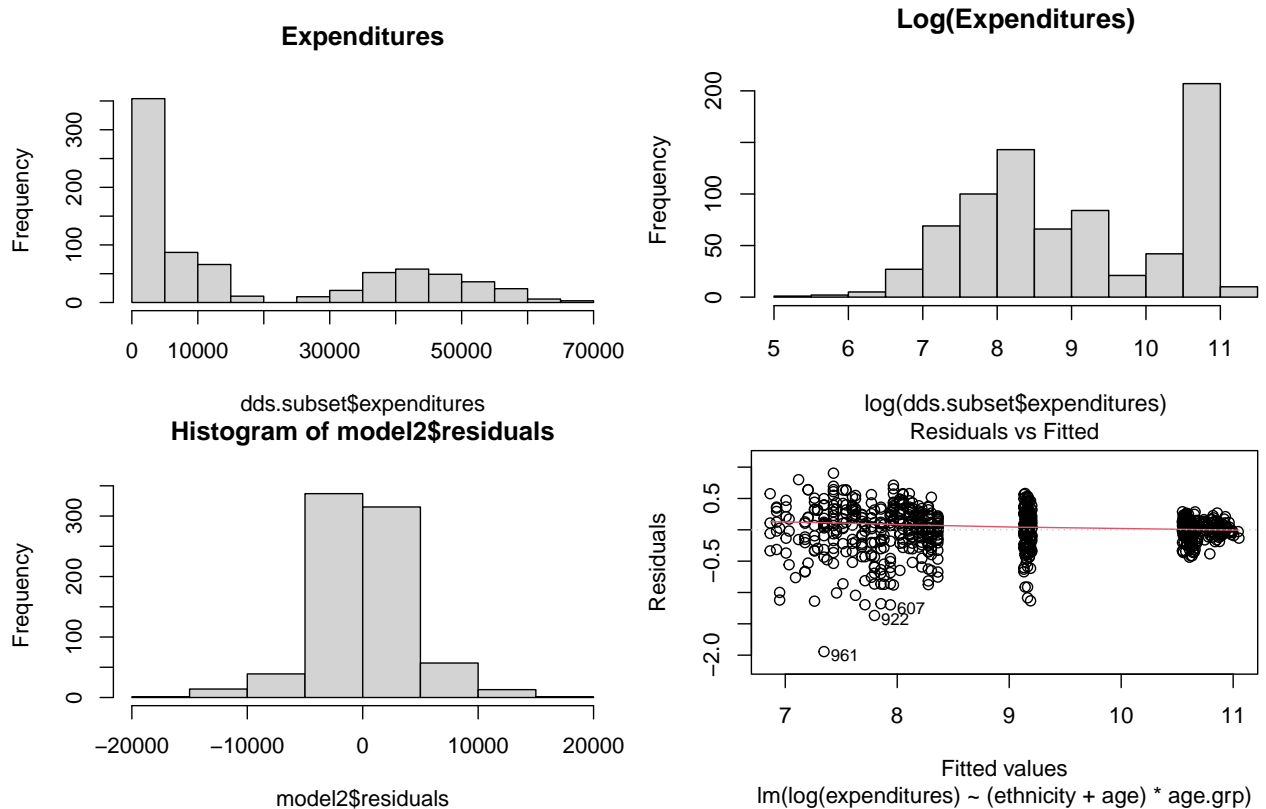 Expenditures
Frequency
0 100 200 300
0 10000 30000 50000 70000
dds.subset$expenditures
Log(Expenditures)
Frequency
0 50 100 200
5 6 7 8 9 10 11
log(dds.subset$expenditures)
Histogram of model2$residuals
Frequency
0 100 200 300
−20000 −10000 0 10000 20000
model2$residuals
Residuals vs Fitted
Residuals
−2.0 −0.5 0.5
607
922
961
7 8 9 10 11
Fitted values
lm(log(expenditures) ~ (ethnicity + age) * age.grp)